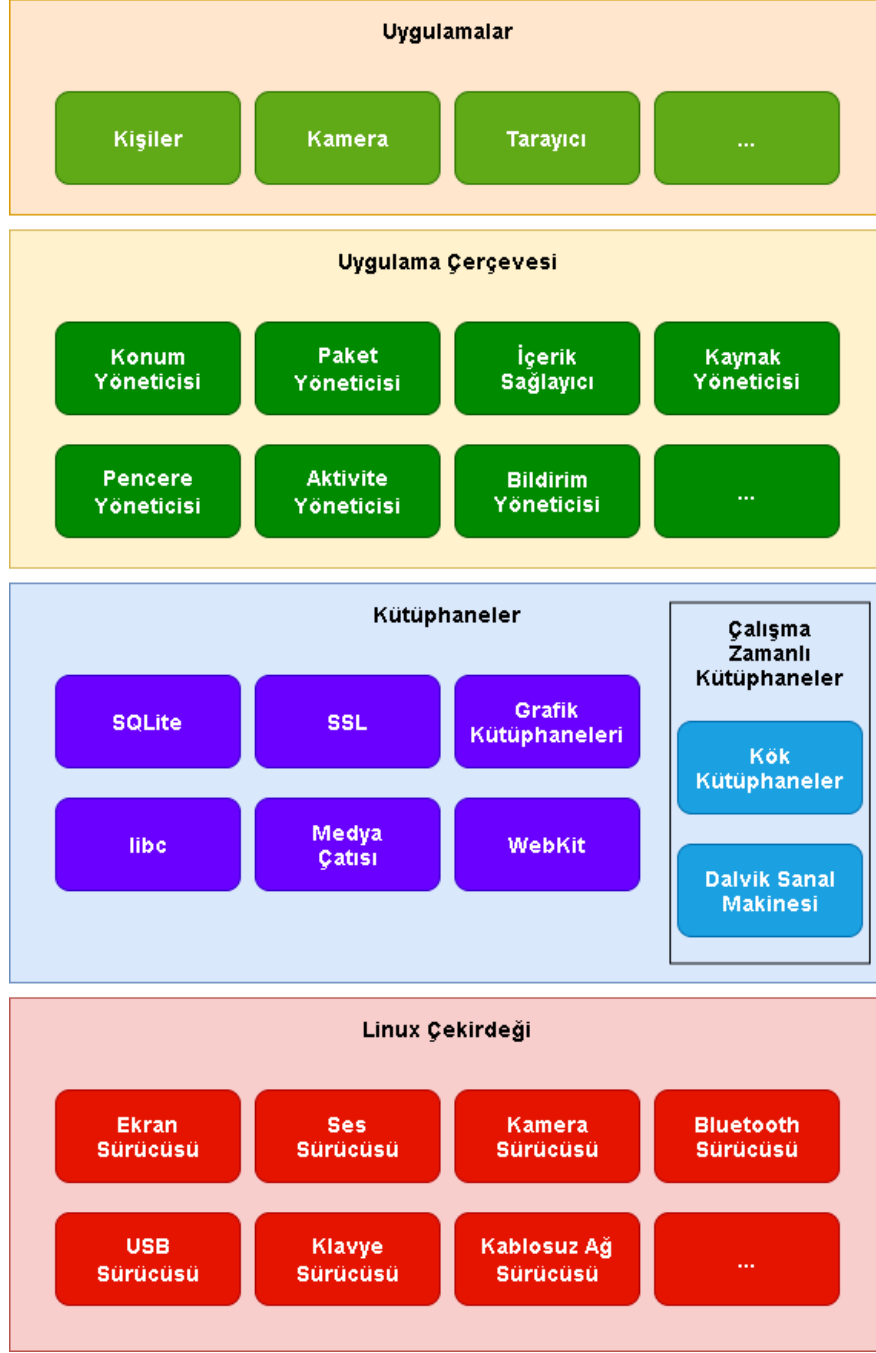 Uygulamalar
Kişiler
Kamera
Tarayıcı
...
Uygulama Çerçevesi
Konum
Yöneticisi
Paket
Yöneticisi
İçerik
Sağlayıcı
Kaynak
Yöneticisi
Pencere
Yöneticisi
Aktivite
Yöneticisi
Bildirim
Yöneticisi
...
Kütüphaneler
SQLite
SSL
Grafik
Kütüphaneleri
libc
Medya
Çatısı
WebKit
Çalışma
Zamanlı
Kütüphaneler
Kök
Kütüphaneler
Dalvik Sanal
Makinesi
Linux Çekirdeği
Ekran
Sürücüsü
Ses
Sürücüsü
Kamera
Sürücüsü
Bluetooth
Sürücüsü
USB
Sürücüsü
Klavye
Sürücüsü
Kablosuz Ağ
Sürücüsü
...